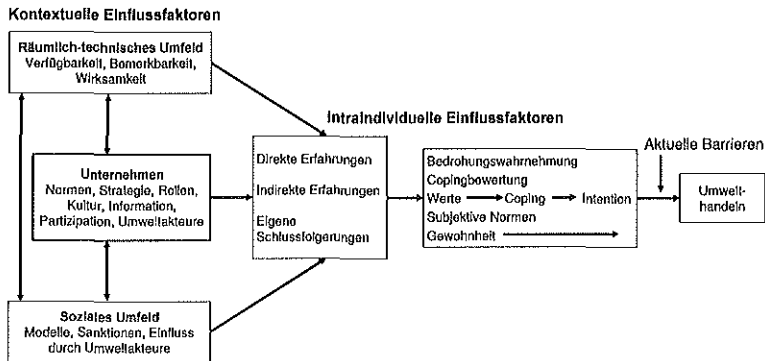 Kontextuelle Einflussfaktoren
Räumlich-technisches Umfeld
Verfügbarkeit, Bemerkbarkeit,
Wirksamkeit
Intraindividuelle Einflussfaktoren
Aktuelle Barrieren
Unternehmen
Normen, Strategie, Rollen,
Kultur, Information,
Partizipation, Umweltakteure
Direkte Erfahrungen
Indirekte Erfahrungen
Eigene
Schlussfolgerungen
Bedrohungswahrnehmung
Copingbewertung
Werte Coping Intention
Subjektive Normen
Gewohnheit
Umwelt-
handeln
Soziales Umfeld
Modelle, Sanktionen, Einfluss
durch Umweltakteure